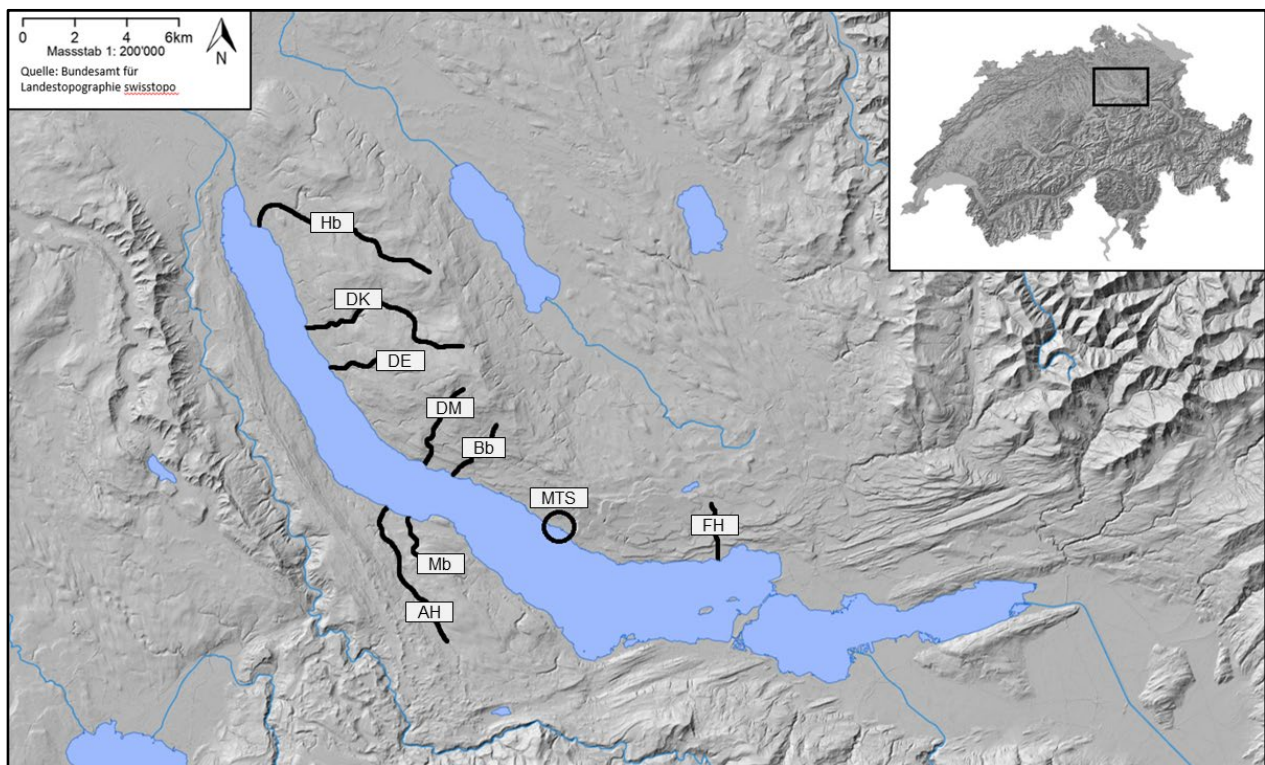 0 2 4 6km
Massstab 1: 200'000
N
Quelle: Bundesamt für
Landestopographie swisstopo
Hb
DK
DE
DM
Bb
MTS
FH
Mb
AH